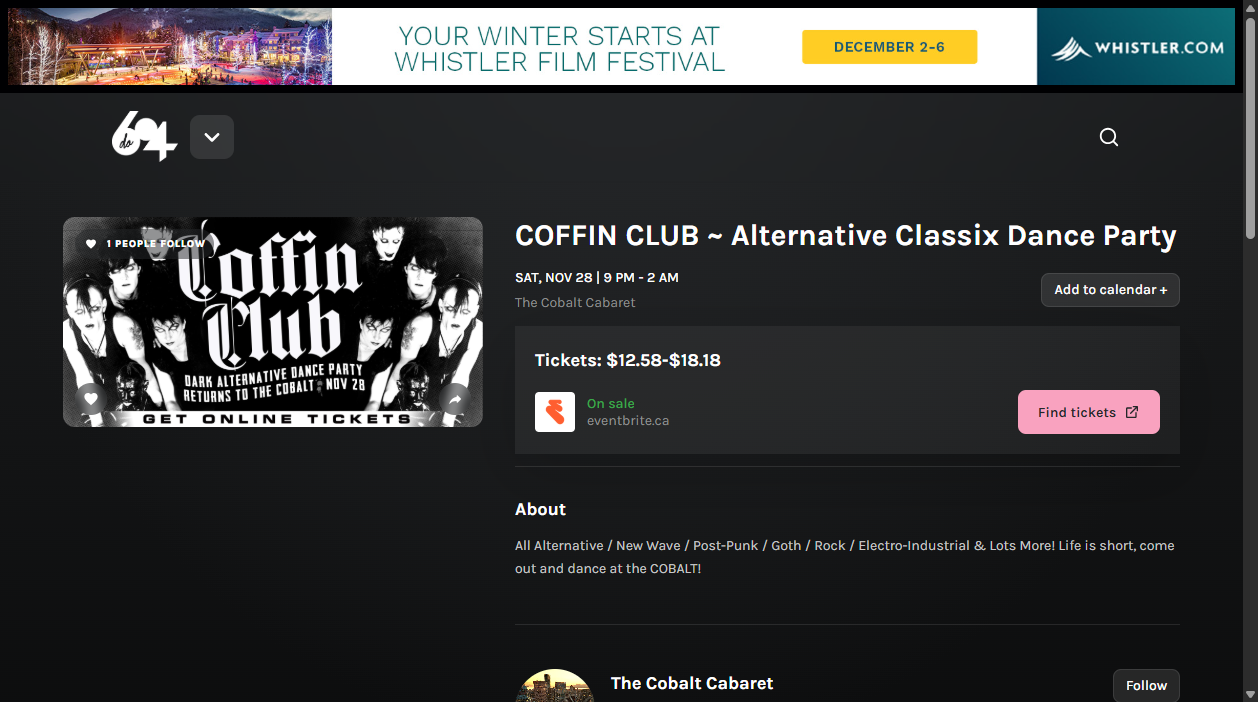 YOUR WINTER STARTS AT
WHISTLER FILM FESTIVAL
DECEMBER 2-6
WHISTLER.COM
do604
1 PEOPLE FOLLOW
Coffin
Club
DARK ALTERNATIVE DANCE PARTY
RETURNS TO THE COBALT · NOV 28
GET ONLINE TICKETS
COFFIN CLUB ~ Alternative Classix Dance Party
SAT, NOV 28 | 9 PM - 2 AM
The Cobalt Cabaret
Add to calendar +
Tickets: $12.58-$18.18
On sale
eventbrite.ca
Find tickets
About
All Alternative / New Wave / Post-Punk / Goth / Rock / Electro-Industrial & Lots More! Life is short, come
out and dance at the COBALT!
The Cobalt Cabaret
Follow